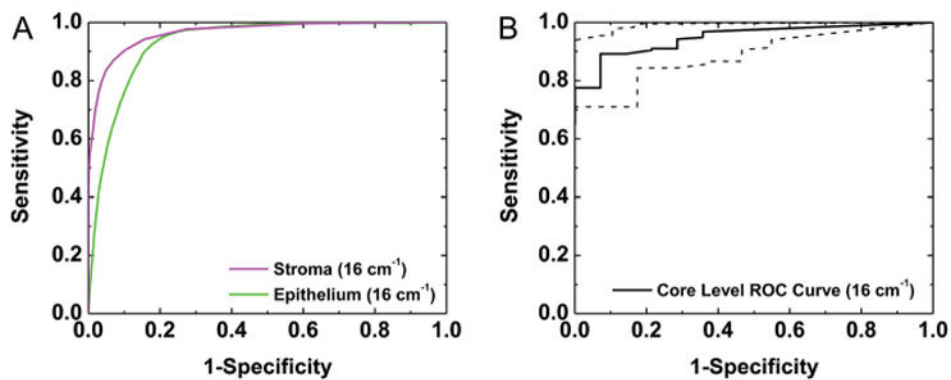 A
Sensitivity
1.0
0.8
0.6
0.4
0.2
0.0
Stroma (16 cm-1)
Epithelium (16 cm-1)
0.0 0.2 0.4 0.6 0.8 1.0
1-Specificity
B
Sensitivity
1.0
0.8
0.6
0.4
0.2
0.0
Core Level ROC Curve (16 cm-1)
0.0 0.2 0.4 0.6 0.8 1.0
1-Specificity